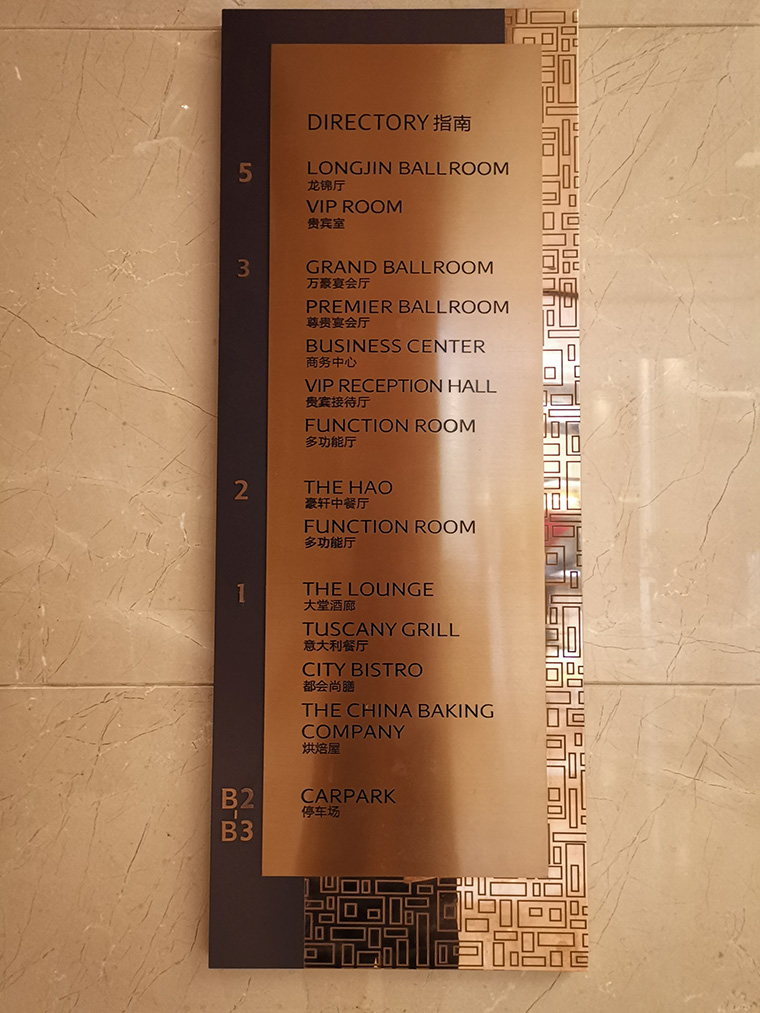 DIRECTORY 指南
5
LONGJIN BALLROOM
龙锦厅
VIP ROOM
贵宾室
3
GRAND BALLROOM
万豪宴会厅
PREMIER BALLROOM
尊贵宴会厅
BUSINESS CENTER
商务中心
VIP RECEPTION HALL
贵宾接待厅
FUNCTION ROOM
多功能厅
2
THE HAO
豪轩中餐厅
FUNCTION ROOM
多功能厅
1
THE LOUNGE
大堂酒廊
TUSCANY GRILL
意大利餐厅
CITY BISTRO
都会尚膳
THE CHINA BAKING
COMPANY
烘焙屋
B2
-
B3
CARPARK
停车场